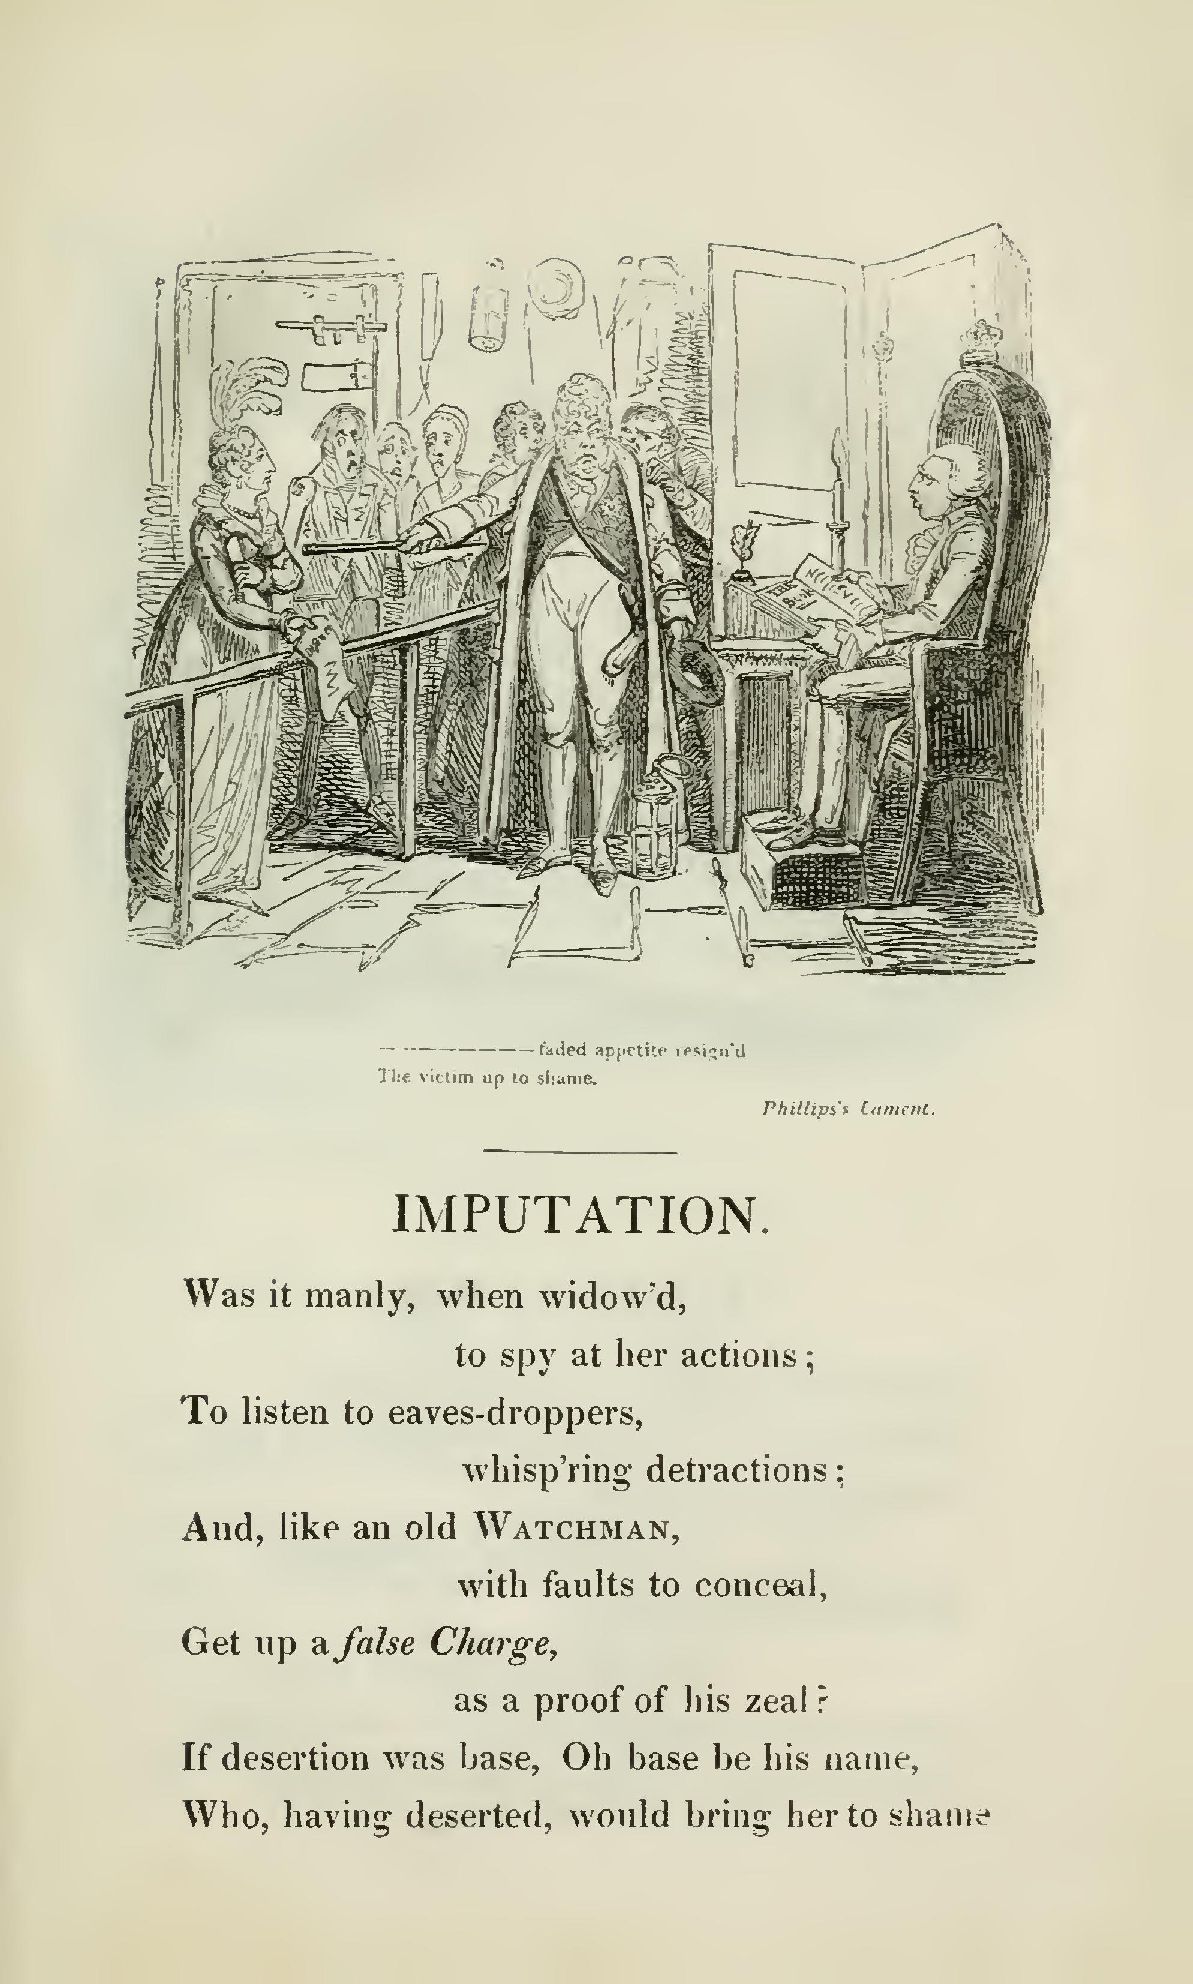 faded appetite resign'd
The victim up to shame.
Phillips's Lament.
IMPUTATION.
Was it manly, when widow'd,
to spy at her actions;
To listen to eaves-droppers,
whisp'ring detractions;
And, like an old WATCHMAN,
with faults to conceal,
Get up a false Charge,
as a proof of his zeal?
If desertion was base, Oh base be his name,
Who, having deserted, would bring her to shame